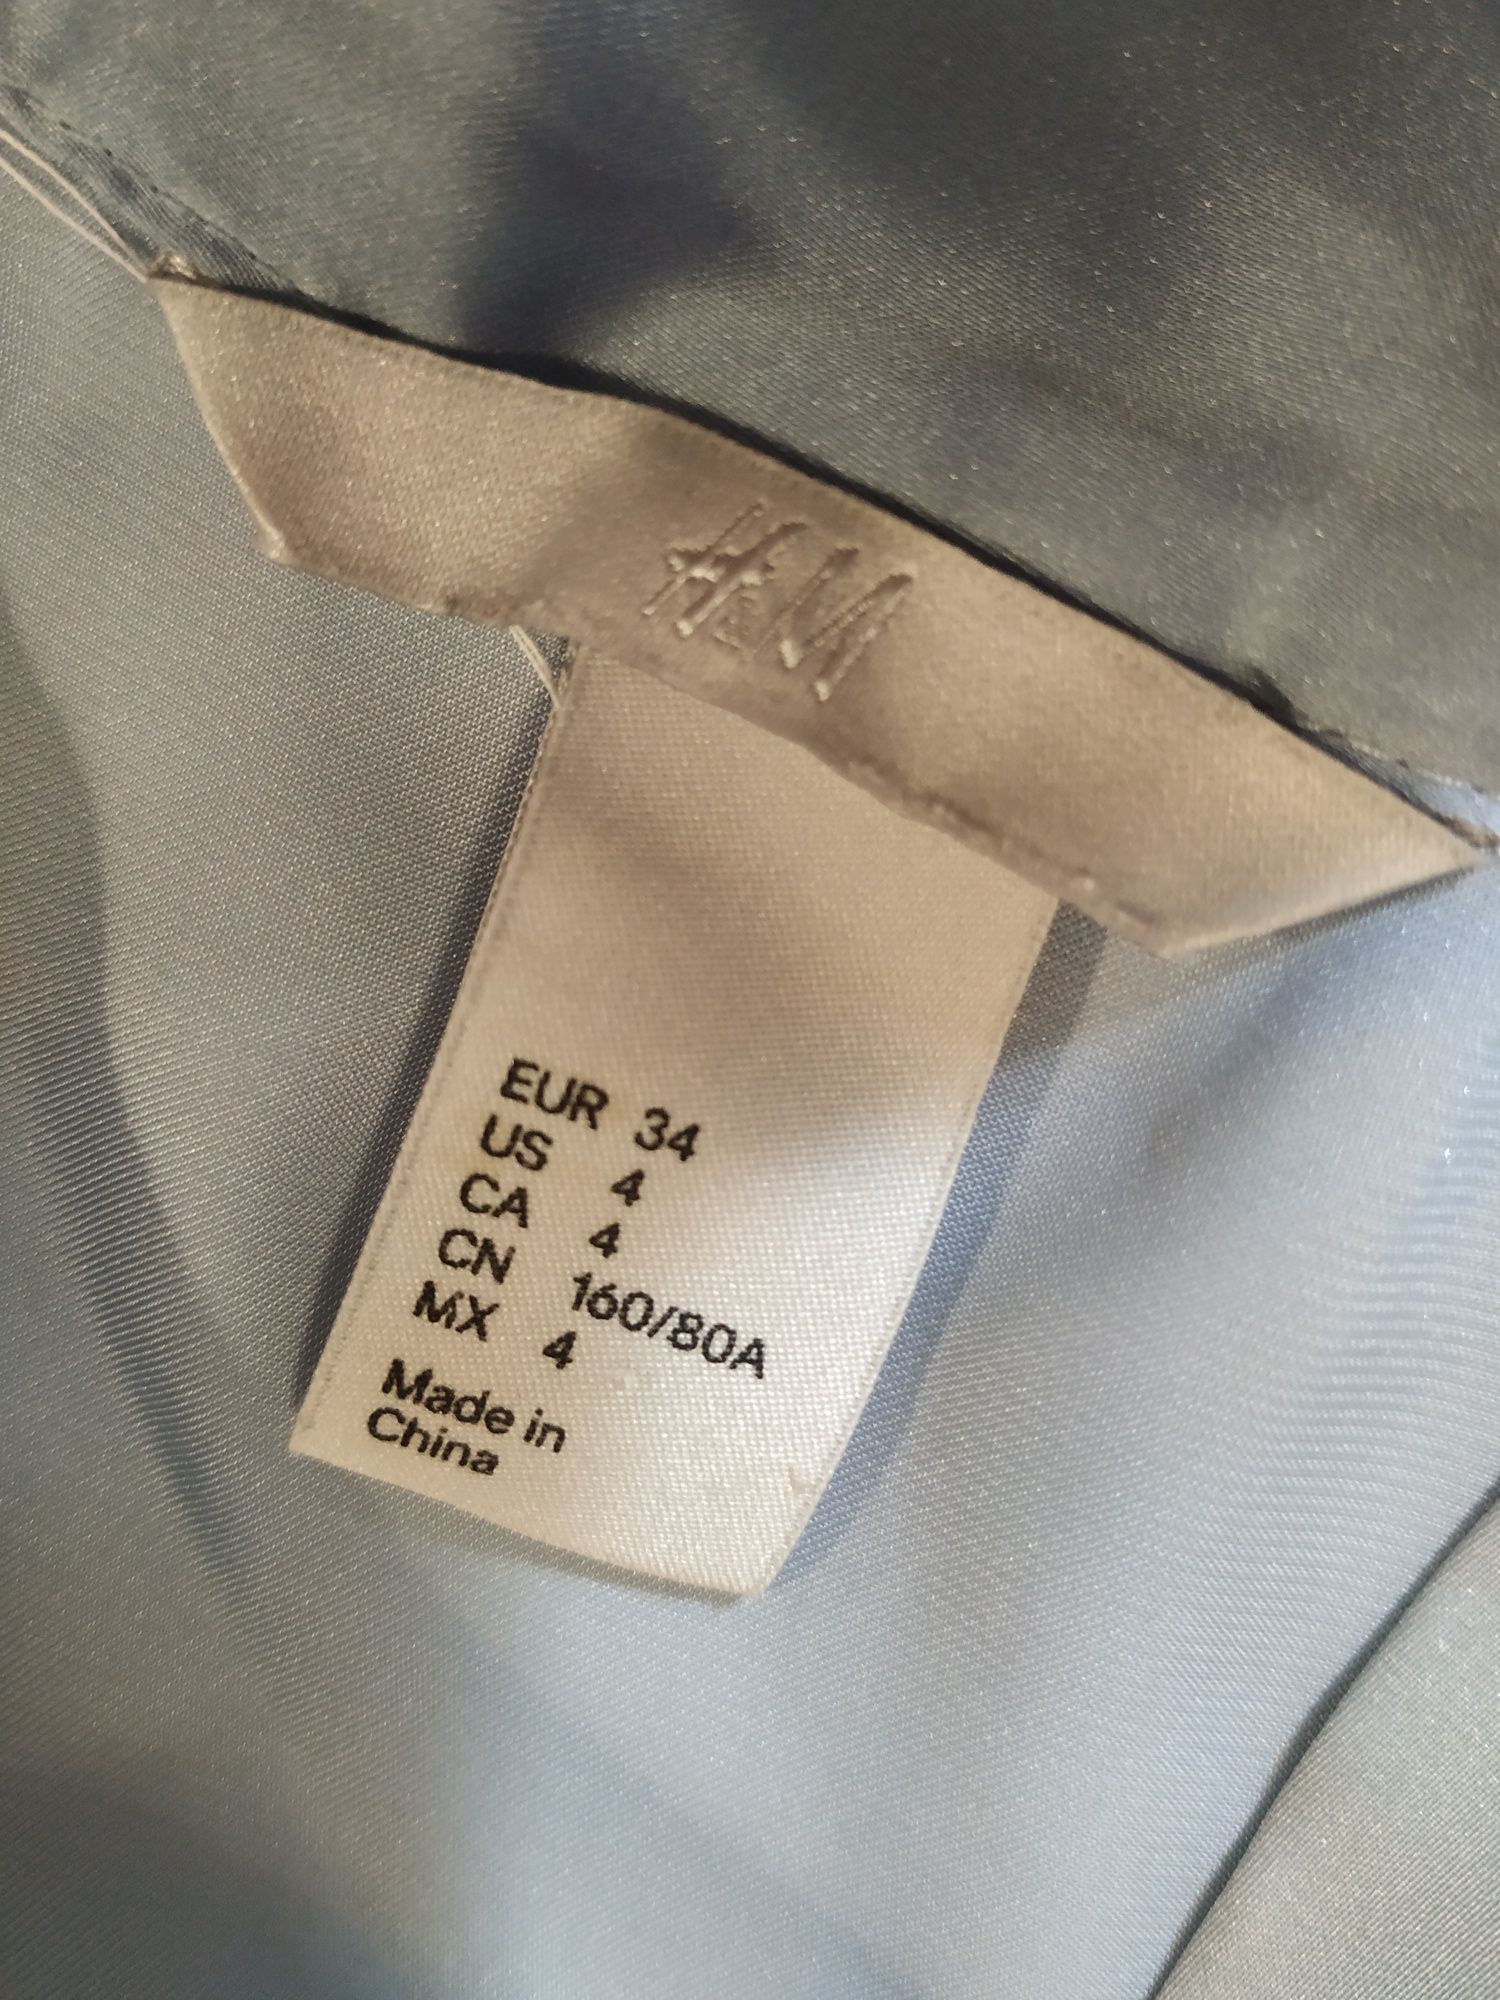 H&M
EUR 34
US 4
CA 4
CN 160/80A
MX 4
Made in
China